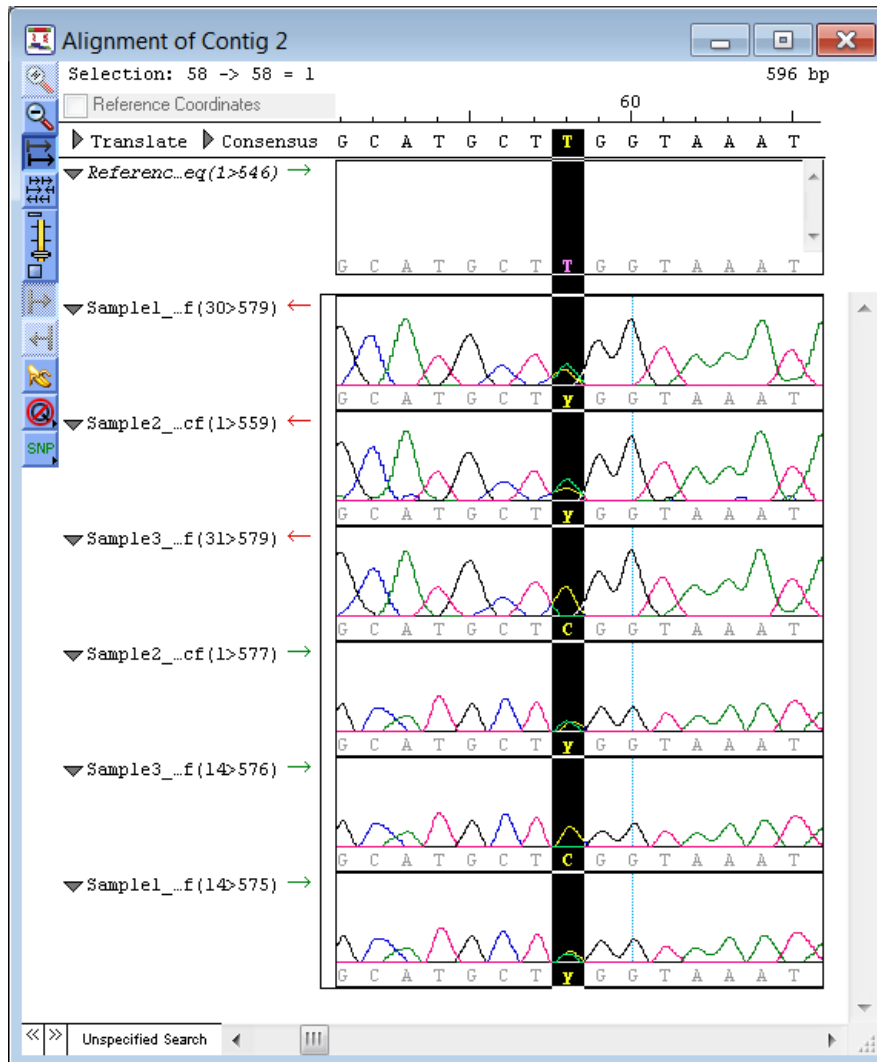 Alignment of Contig 2
Selection: 58 -> 58 = 1 596 bp
Reference Coordinates 60
Translate Consensus G C A T G C T T G G T A A A T
Referenc…eq(1>546) →
G C A T G C T T G G T A A A T
Sample1_…f(30>579) ←
G C A T G C T y G G T A A A T
Sample2_…cf(1>559) ←
G C A T G C T y G G T A A A T
Sample3_…f(31>579) ←
G C A T G C T C G G T A A A T
SNP
Sample2_…cf(1>577) →
G C A T G C T y G G T A A A T
Sample3_…f(14>576) →
G C A T G C T C G G T A A A T
Sample1_…f(14>575) →
G C A T G C T y G G T A A A T
Unspecified Search